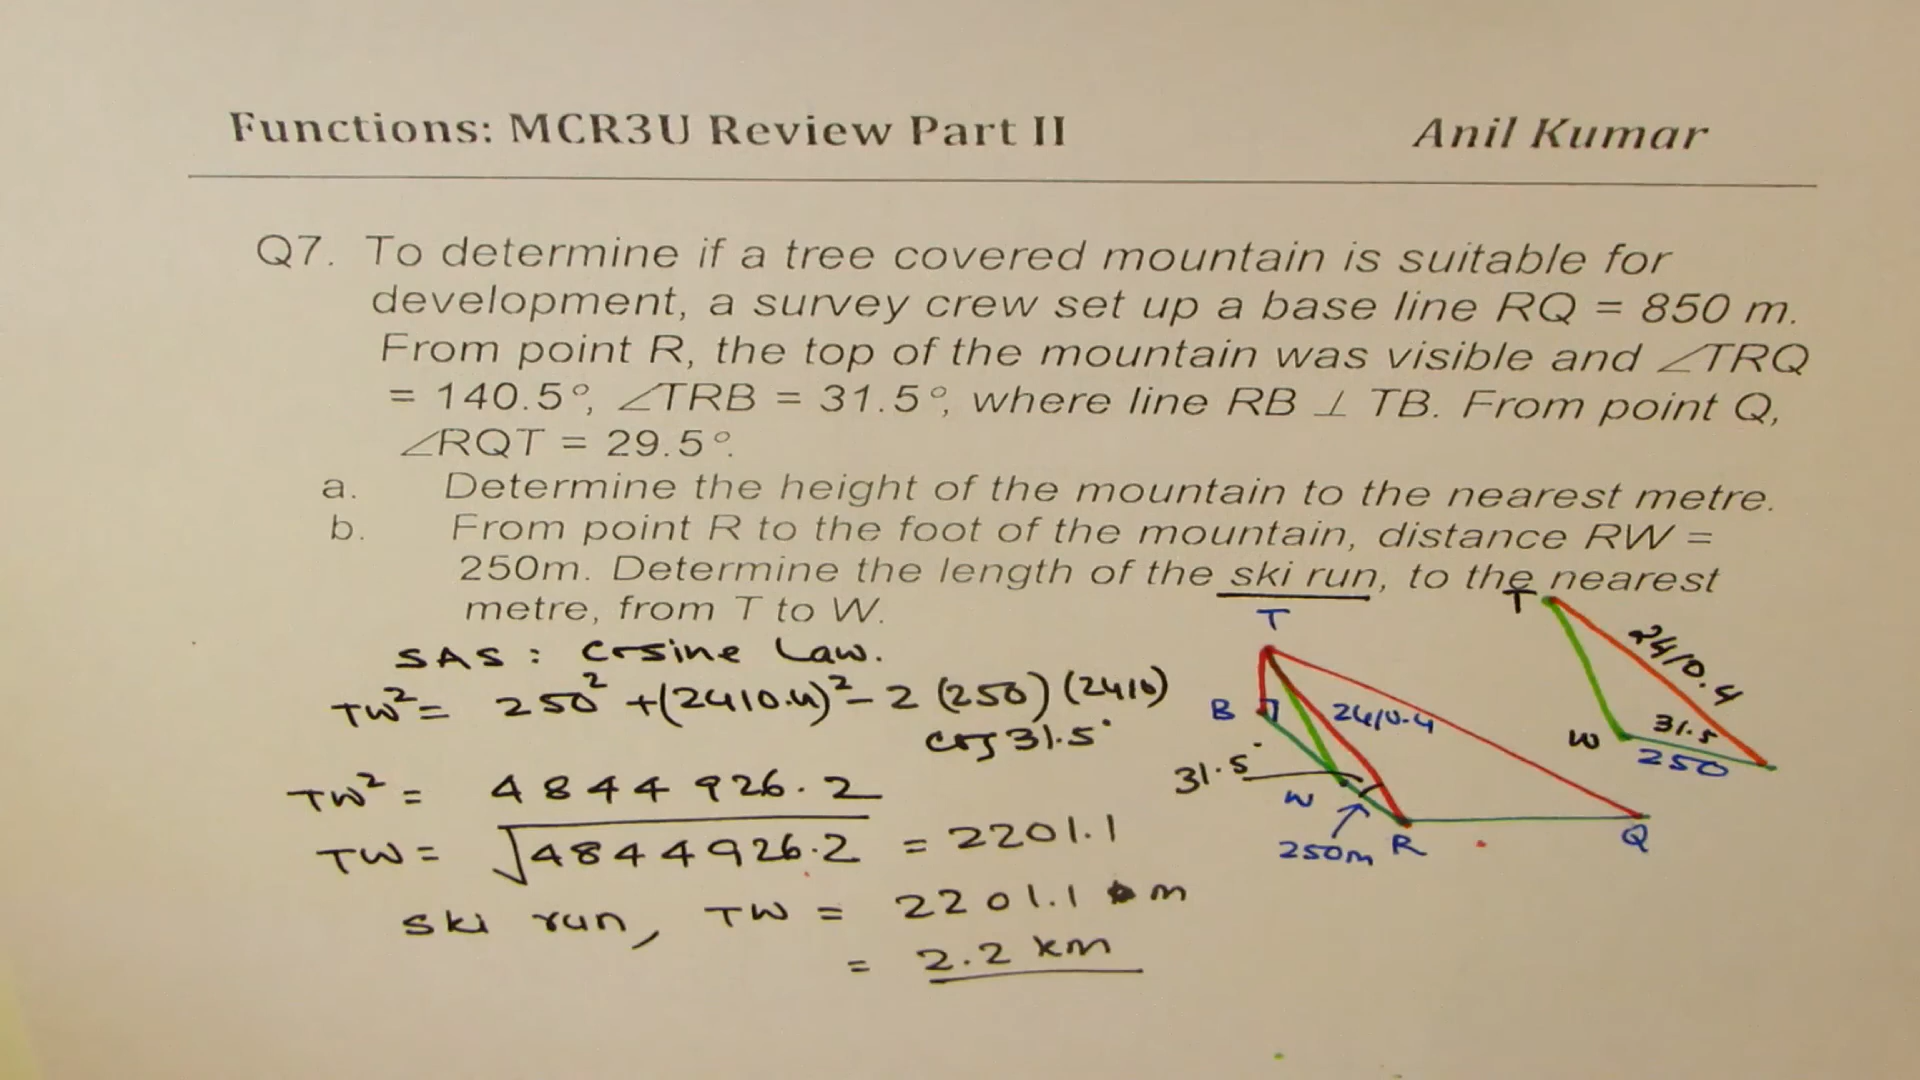 Functions: MCR3U Review Part II Anil Kumar
Q7. To determine if a tree covered mountain is suitable for
development, a survey crew set up a base line RQ = 850 m.
From point R, the top of the mountain was visible and ∠TRQ
= 140.5°, ∠TRB = 31.5°, where line RB ⊥ TB. From point Q,
∠RQT = 29.5°.
a. Determine the height of the mountain to the nearest metre.
b. From point R to the foot of the mountain, distance RW =
250m. Determine the length of the ski run, to the nearest
metre, from T to W.
SAS: Cosine Law.
TW² = 250² + (2410.4)² - 2 (250) (2410)
cos 31.5°
TW² = 4844926.2
TW = √4844926.2 = 2201.1
Ski run, TW = 2201.1 m
= 2.2 km
T
B
2410.4
31.5°
W
250m
R
Q
T
2410.4
W
31.5
250